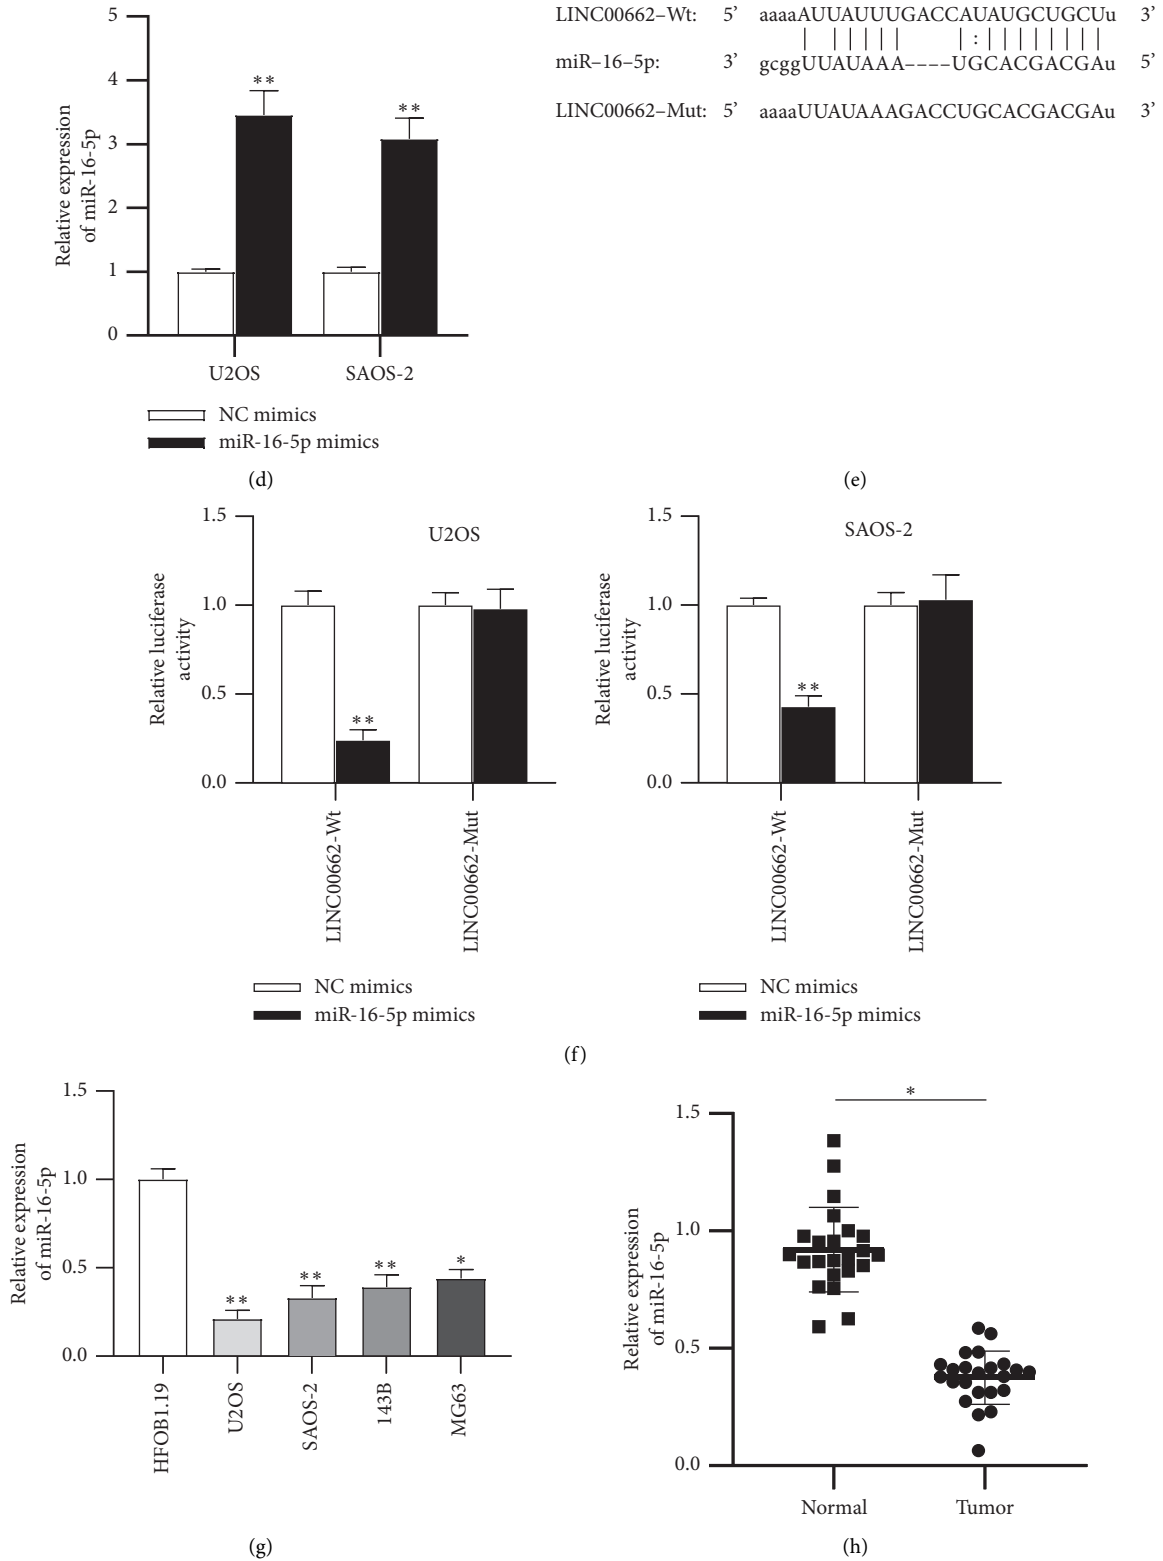 5
4
3
2
1
0
Relative expression
of miR-16-5p
**
**
U2OS
SAOS-2
NC mimics
miR-16-5p mimics
(d)
LINC00662–Wt: 5’ aaaaAUUAUUUGACCAUAUGCUGCUu 3’
| | | | | | | : | | | | | | | |
miR–16–5p: 3’ gcggUUAUAAA––––UGCACGACGAu 5’
LINC00662–Mut: 5’ aaaaUUAUAAAGACCUGCACGACGAu 3’
(e)
1.5
1.0
0.5
0.0
Relative luciferase
activity
U2OS
**
LINC00662-Wt
LINC00662-Mut
NC mimics
miR-16-5p mimics
1.5
1.0
0.5
0.0
Relative luciferase
activity
SAOS-2
**
LINC00662-Wt
LINC00662-Mut
NC mimics
miR-16-5p mimics
(f)
1.5
1.0
0.5
0.0
Relative expression
of miR-16-5p
**
**
**
*
HFOB1.19
U2OS
SAOS-2
143B
MG63
(g)
1.5
1.0
0.5
0.0
Relative expression
of miR-16-5p
*
Normal
Tumor
(h)